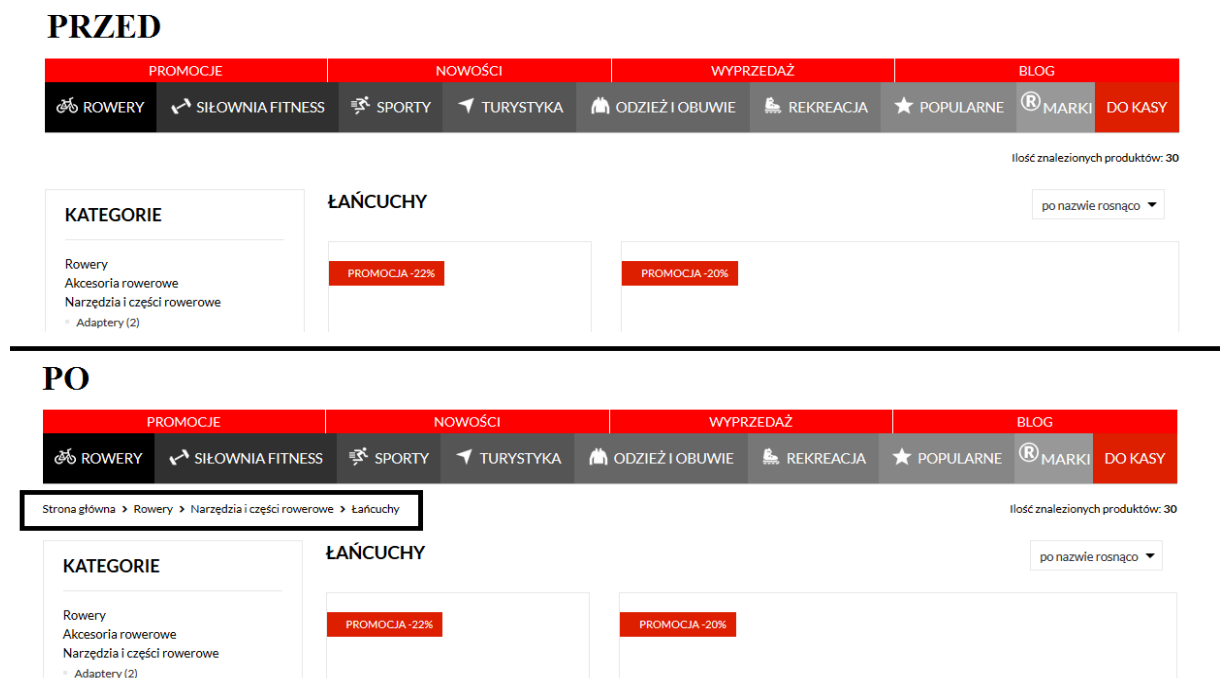 PRZED
PROMOCJE NOWOŚCI WYPRZEDAŻ BLOG
ROWERY SIŁOWNIA FITNESS SPORTY TURYSTYKA ODZIEŻ I OBUWIE REKREACJA POPULARNE ® MARKI DO KASY
Ilość znalezionych produktów: 30
KATEGORIE
Rowery
Akcesoria rowerowe
Narzędzia i części rowerowe
Adaptery (2)
ŁAŃCUCHY
po nazwie rosnąco
PROMOCJA -22%
PROMOCJA -20%
PO
PROMOCJE NOWOŚCI WYPRZEDAŻ BLOG
ROWERY SIŁOWNIA FITNESS SPORTY TURYSTYKA ODZIEŻ I OBUWIE REKREACJA POPULARNE ® MARKI DO KASY
Strona główna > Rowery > Narzędzia i części rowerowe > Łańcuchy
Ilość znalezionych produktów: 30
KATEGORIE
Rowery
Akcesoria rowerowe
Narzędzia i części rowerowe
Adaptery (2)
ŁAŃCUCHY
po nazwie rosnąco
PROMOCJA -22%
PROMOCJA -20%